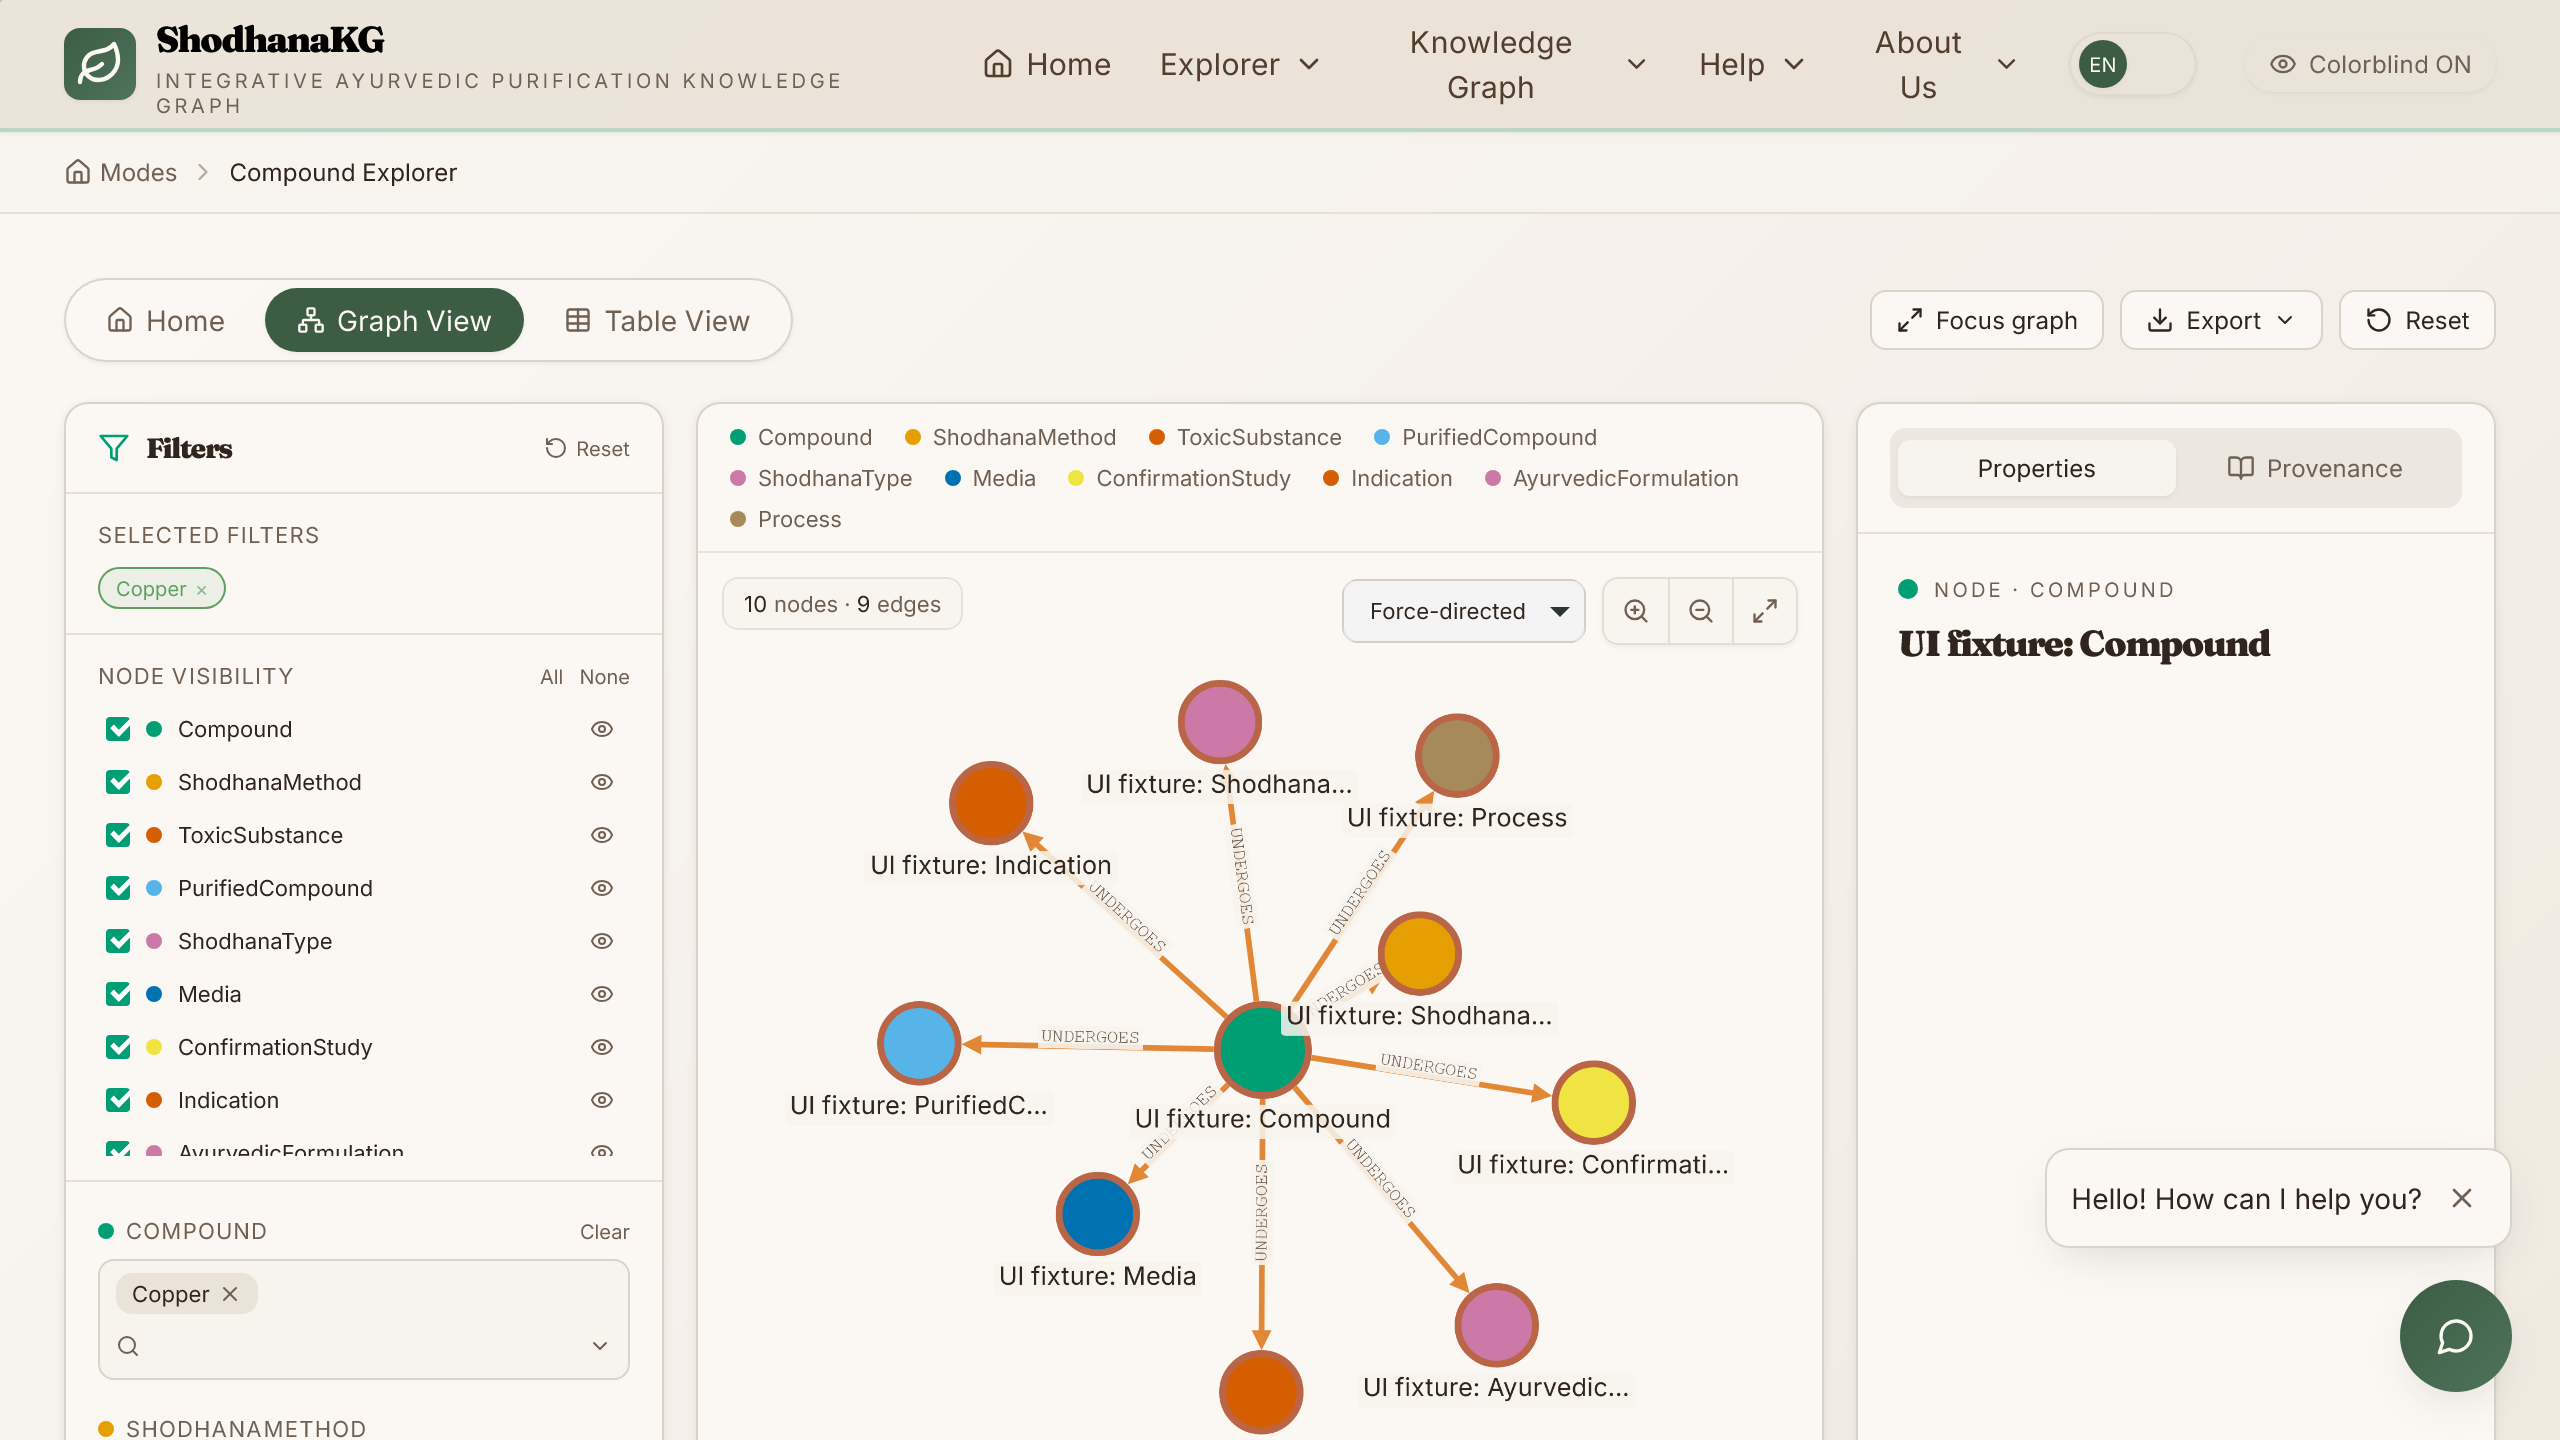 ShodhanaKG
INTEGRATIVE AYURVEDIC PURIFICATION KNOWLEDGE
GRAPH
Home
Explorer
Knowledge
Graph
Help
About
Us
EN
Colorblind ON
Modes
Compound Explorer
Home
Graph View
Table View
Focus graph
Export
Reset
Filters
Reset
SELECTED FILTERS
Copper ×
NODE VISIBILITY
All None
Compound
ShodhanaMethod
ToxicSubstance
PurifiedCompound
ShodhanaType
Media
ConfirmationStudy
Indication
AyurvedicFormulation
COMPOUND
Clear
Copper
SHODHANAMETHOD
Compound ShodhanaMethod ToxicSubstance PurifiedCompound
ShodhanaType Media ConfirmationStudy Indication AyurvedicFormulation
Process
10 nodes · 9 edges
Force-directed
UI fixture: Shodhana...
UI fixture: Process
UI fixture: Indication
UNDERGOES
UNDERGOES
UNDERGOES
UI fixture: Shodhana...
UNDERGOES
UNDERGOES
UI fixture: PurifiedC...
UI fixture: Compound
UI fixture: Confirmati...
UNDERGOES
UNDERGOES
UI fixture: Media
UI fixture: Ayurvedic...
Properties
Provenance
NODE · COMPOUND
UI fixture: Compound
Hello! How can I help you?